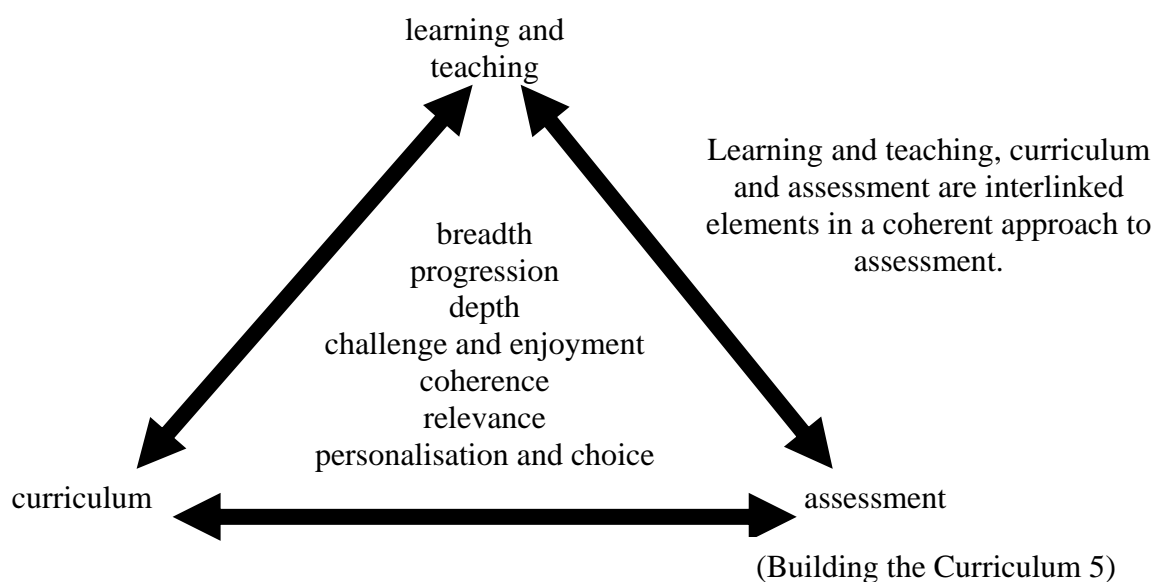 learning and
teaching
Learning and teaching, curriculum
and assessment are interlinked
elements in a coherent approach to
assessment.
breadth
progression
depth
challenge and enjoyment
coherence
relevance
personalisation and choice
curriculum
assessment
(Building the Curriculum 5)